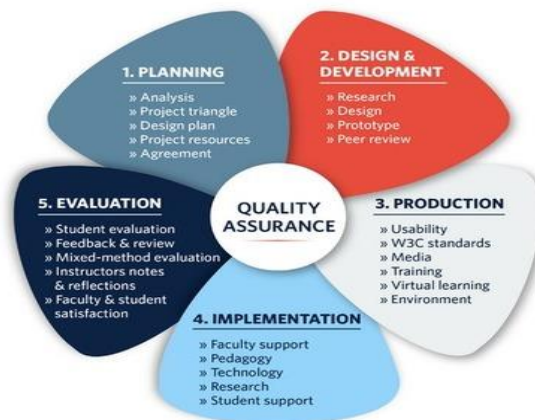 1. PLANNING
» Analysis
» Project triangle
» Design plan
» Project resources
» Agreement
2. DESIGN &
DEVELOPMENT
» Research
» Design
» Prototype
» Peer review
3. PRODUCTION
» Usability
» W3C standards
» Media
» Training
» Virtual learning
» Environment
4. IMPLEMENTATION
» Faculty support
» Pedagogy
» Technology
» Research
» Student support
5. EVALUATION
» Student evaluation
» Feedback & review
» Mixed-method evaluation
» Instructors notes
& reflections
» Faculty & student
satisfaction
QUALITY
ASSURANCE